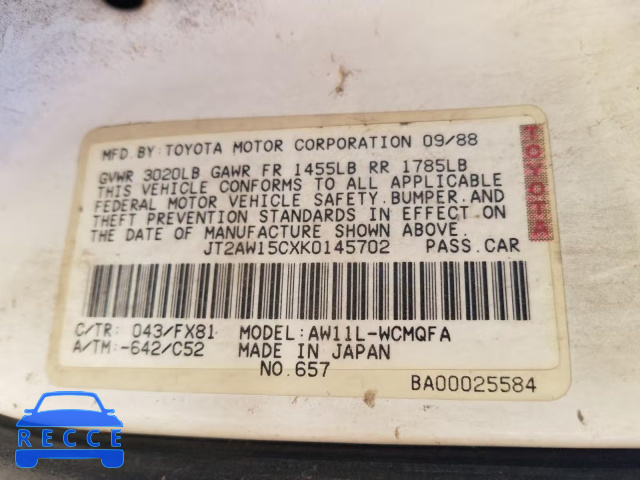 MFD.BY:TOYOTA MOTOR CORPORATION 09/88
GVWR 3020LB GAWR FR 1455LB RR 1785LB
THIS VEHICLE CONFORMS TO ALL APPLICABLE
FEDERAL MOTOR VEHICLE SAFETY.BUMPER.AND
THEFT PREVENTION STANDARDS IN EFFECT ON
THE DATE OF MANUFACTURE SHOWN ABOVE.
JT2AW15CXK0145702 PASS.CAR
TOYOTA
C/TR: 043/FX81 MODEL:AW11L-WCMQFA
A/TM:-642/C52 MADE IN JAPAN
NO.657
BA00025584
RECCE